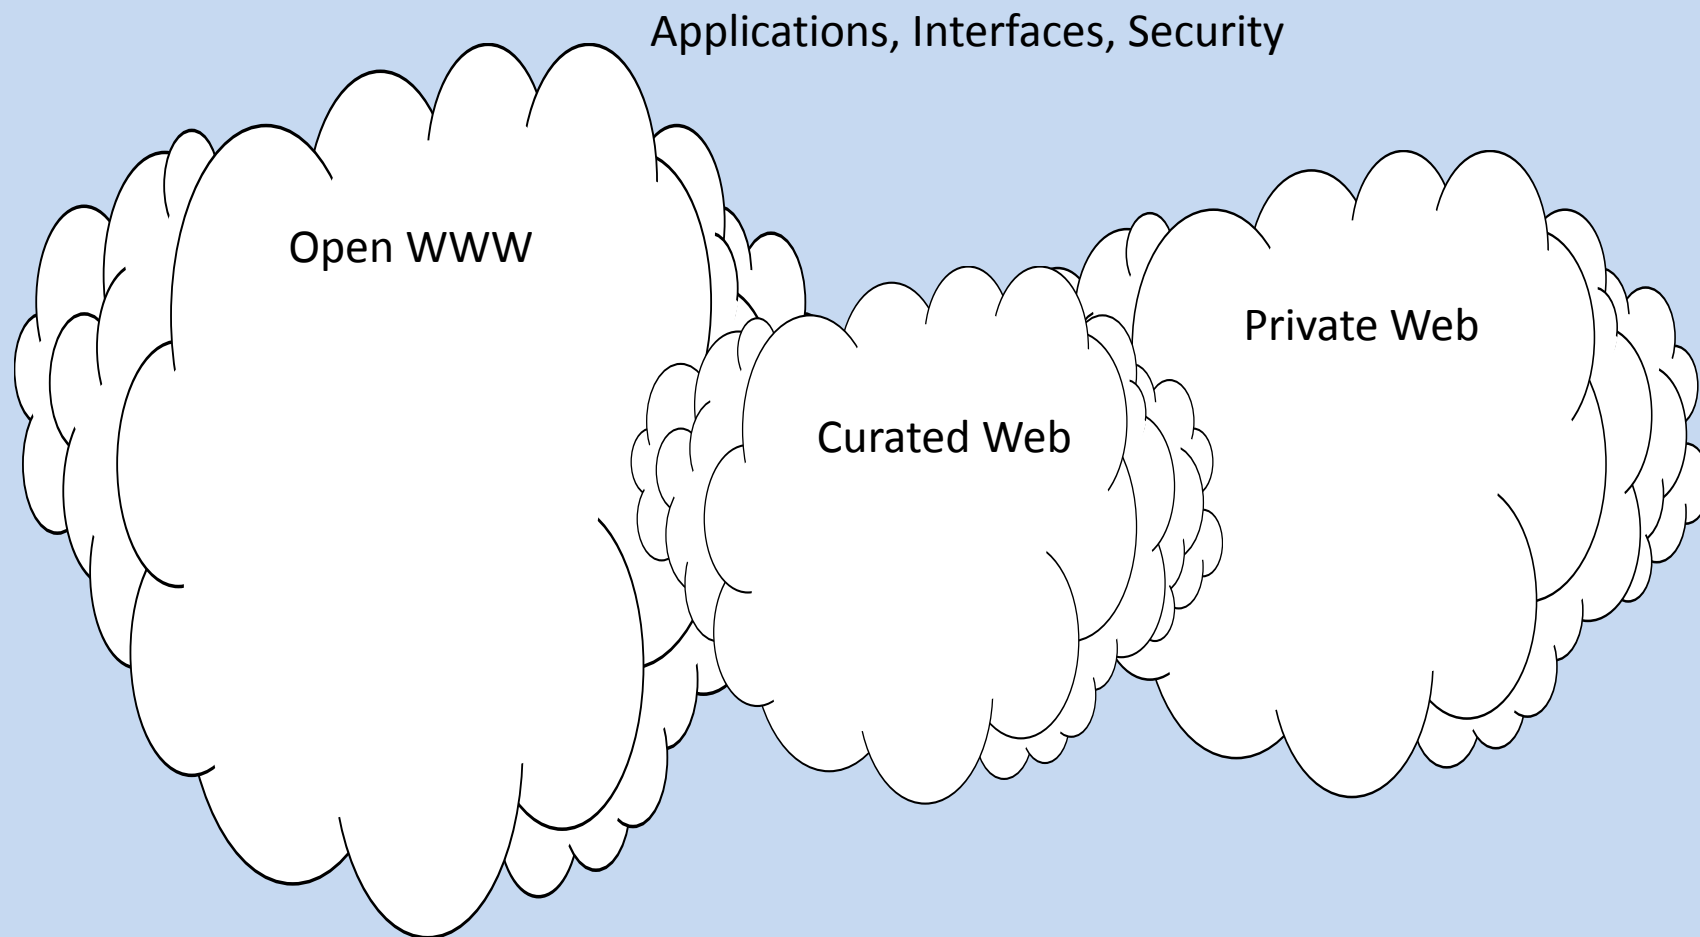 Applications, Interfaces, Security
Open WWW
Private Web
Curated Web